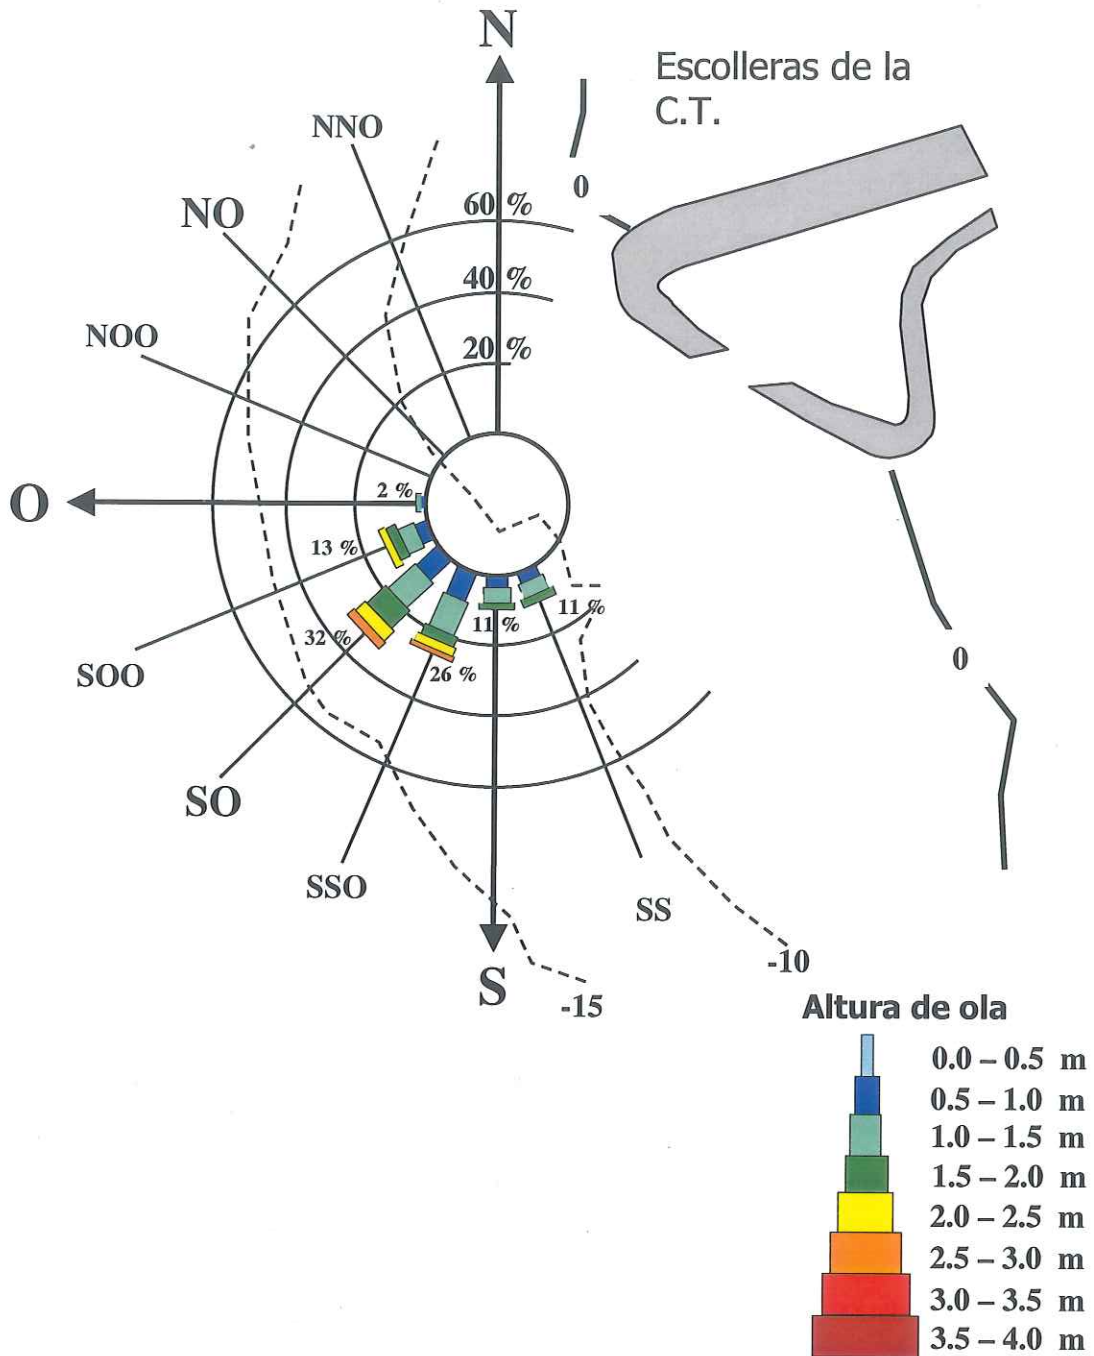 N
Escolleras de la
C.T.
NNO
0
NO
60 %
40 %
NOO
20 %
O
2 %
13 %
11 %
11 %
32 %
26 %
0
SOO
SO
SSO
SS
-10
S
-15
Altura de ola
0.0 – 0.5 m
0.5 – 1.0 m
1.0 – 1.5 m
1.5 – 2.0 m
2.0 – 2.5 m
2.5 – 3.0 m
3.0 – 3.5 m
3.5 – 4.0 m